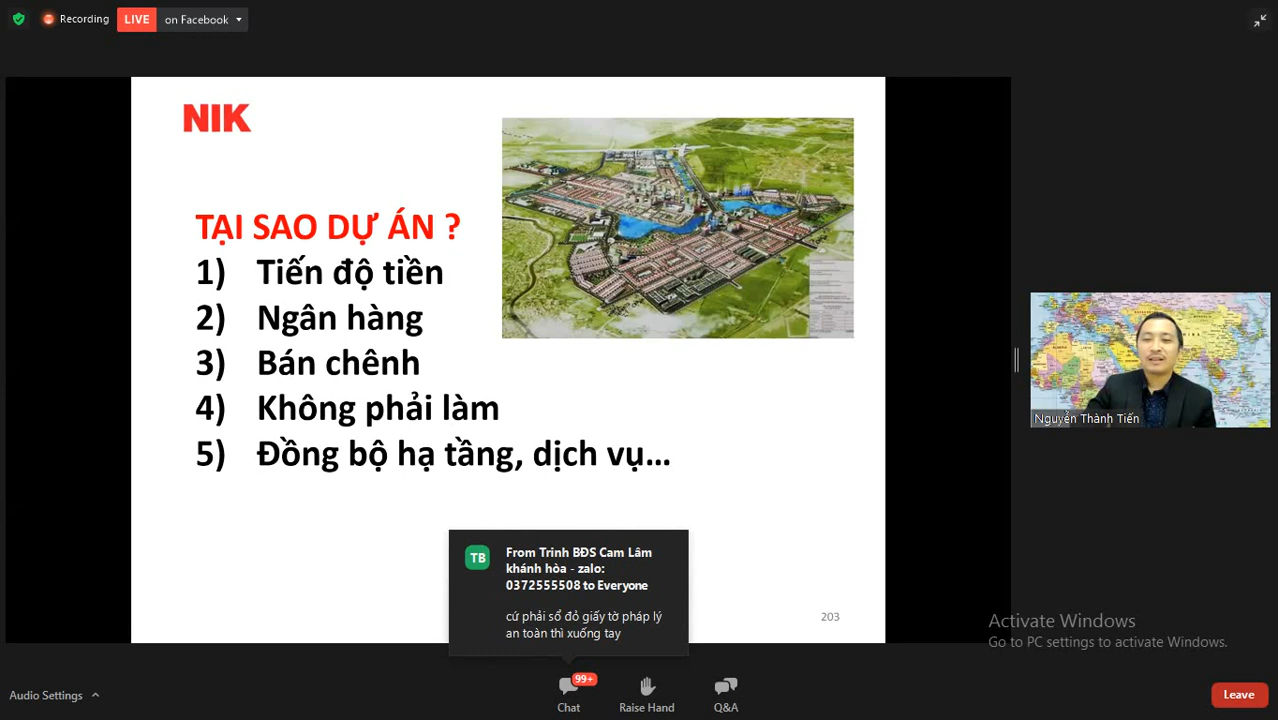 Recording
LIVE
on Facebook
NIK
TẠI SAO DỰ ÁN ?
1) Tiến độ tiền
2) Ngân hàng
3) Bán chênh
4) Không phải làm
5) Đồng bộ hạ tầng, dịch vụ...
203
Nguyễn Thành Tiến
TB
From Trinh BĐS Cam Lâm
khánh hòa - zalo:
0372555508 to Everyone
cứ phải sổ đỏ giấy tờ pháp lý
an toàn thì xuống tay
Activate Windows
Go to PC settings to activate Windows.
Audio Settings
99+
Chat
Raise Hand
Q&A
Leave